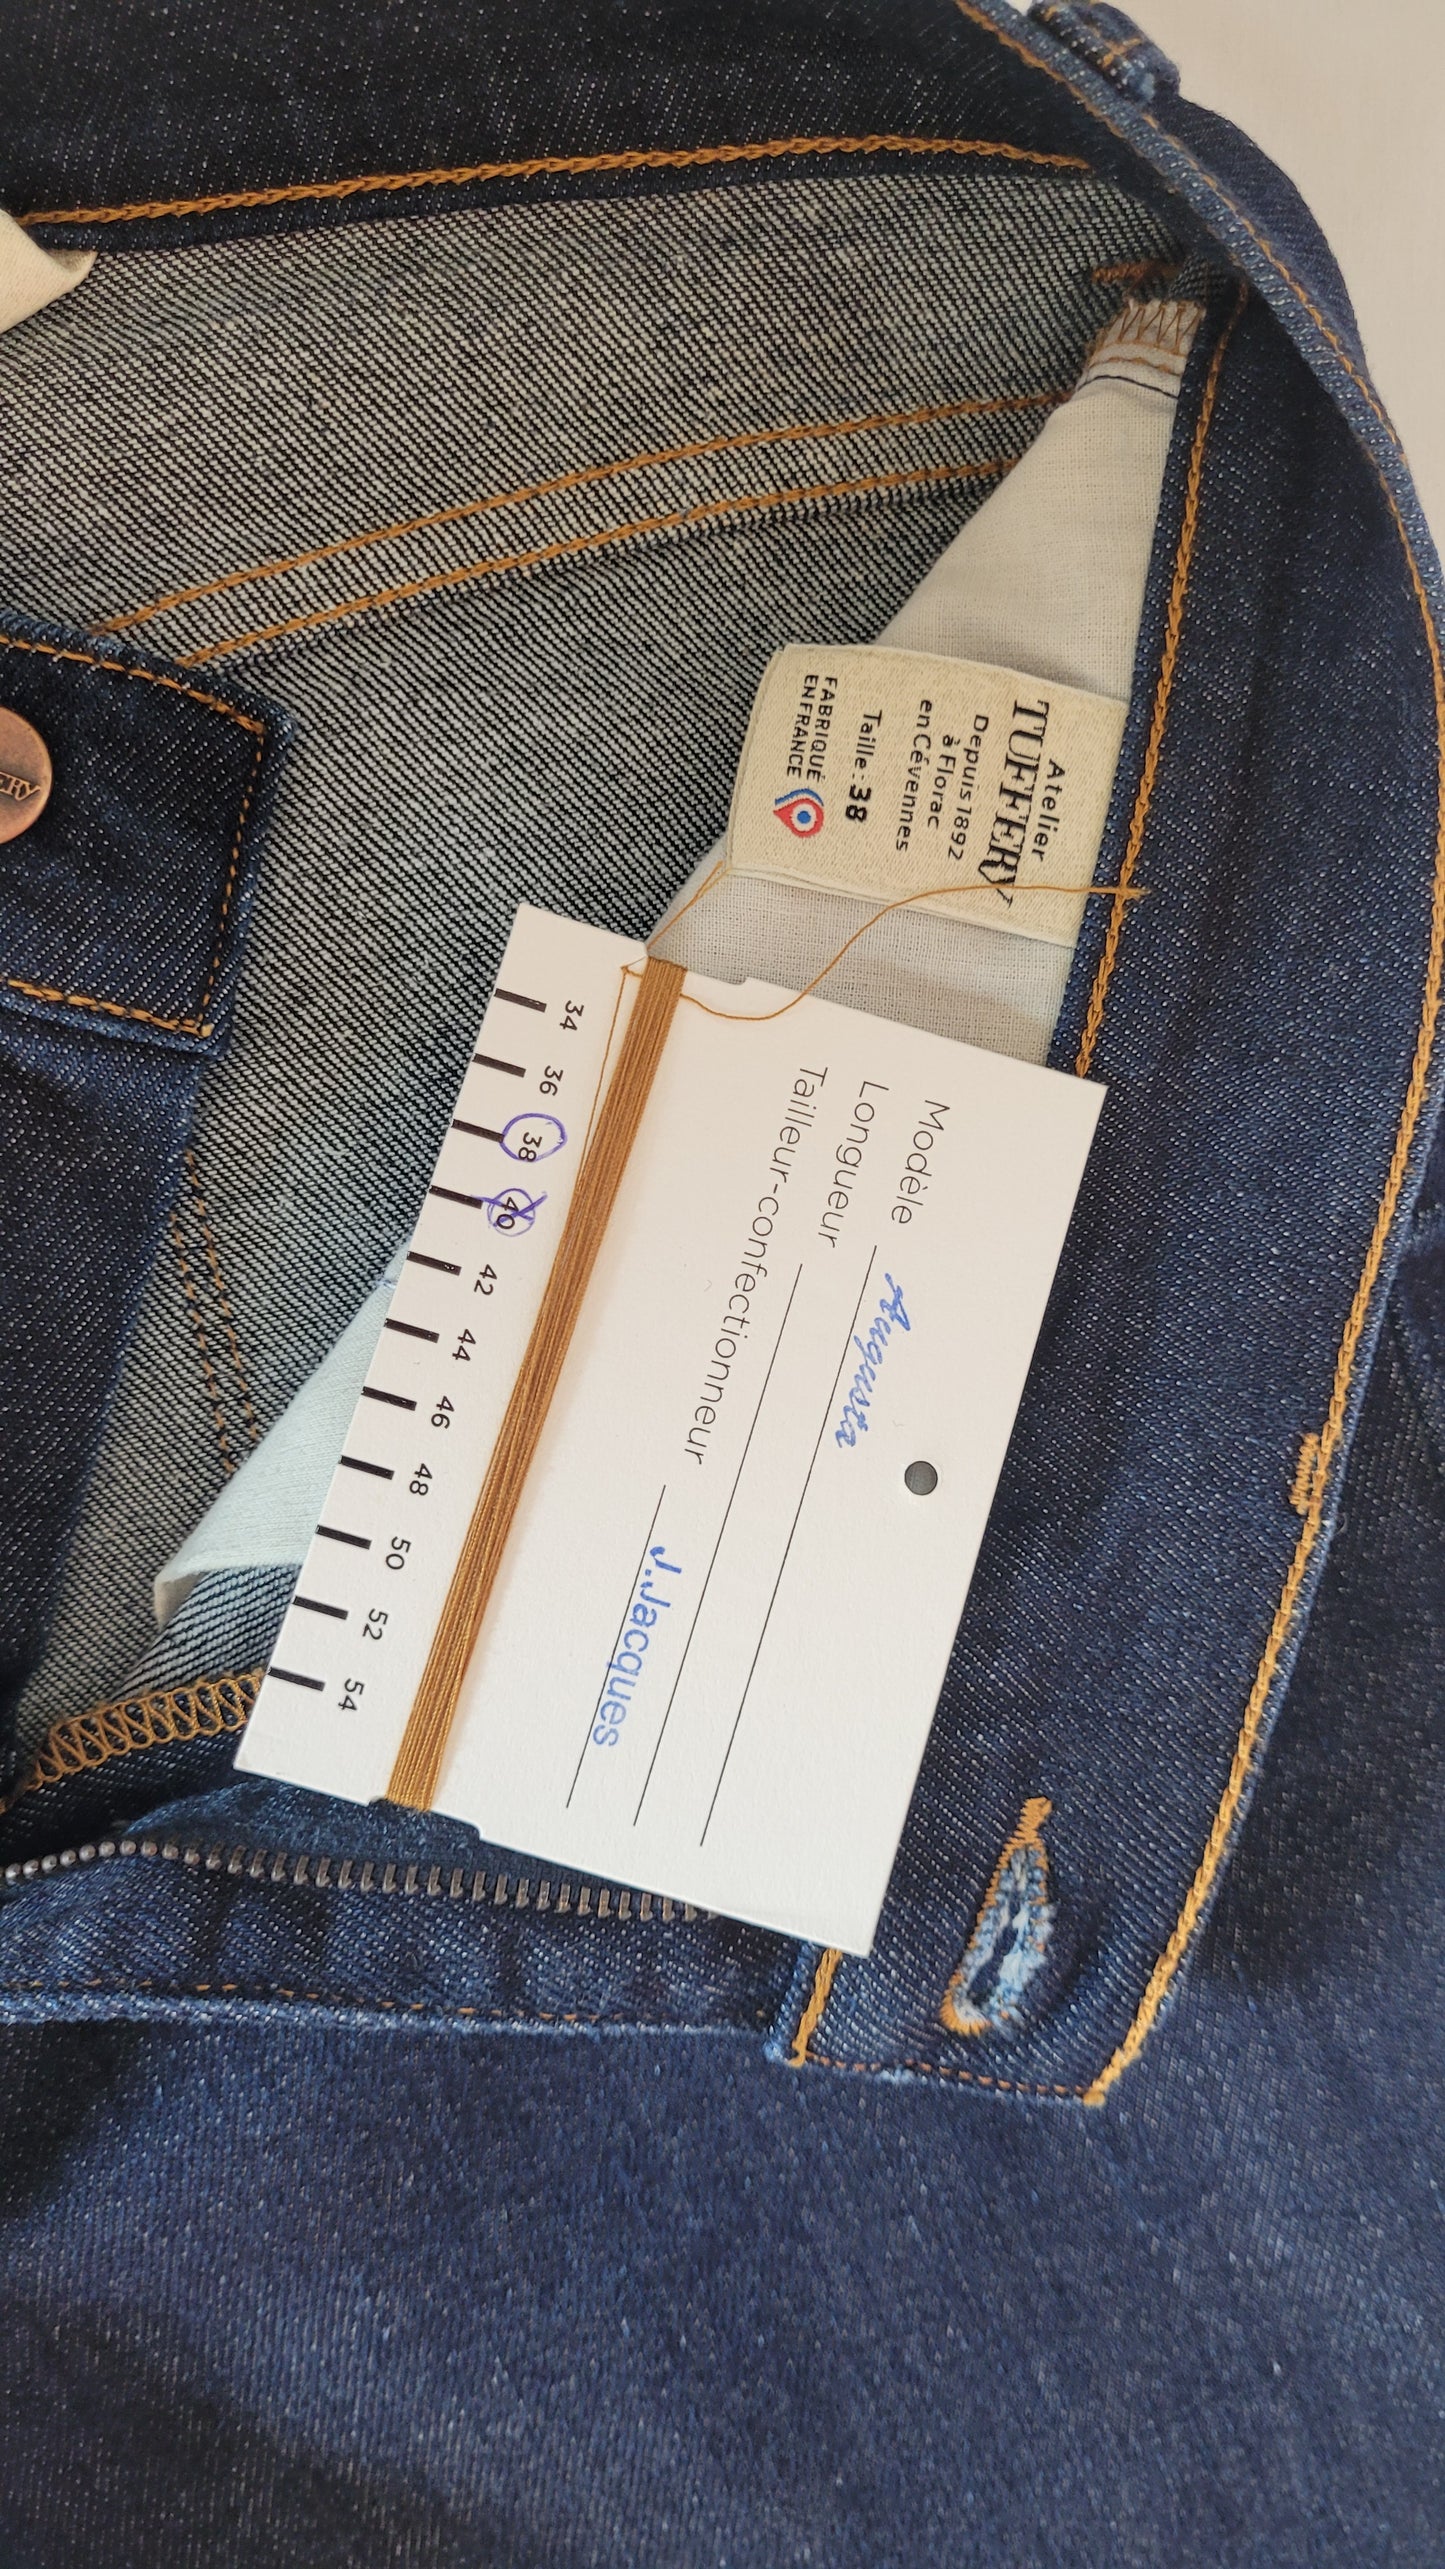 Atelier
TUFFERY
Depuis 1892
à Florac
en Cévennes
Taille : 38
FABRIQUÉ
EN FRANCE
Modèle Augusta
Longueur
Tailleur-confectionneur J.Jacques
34 36 38 40 42 44 46 48 50 52 54